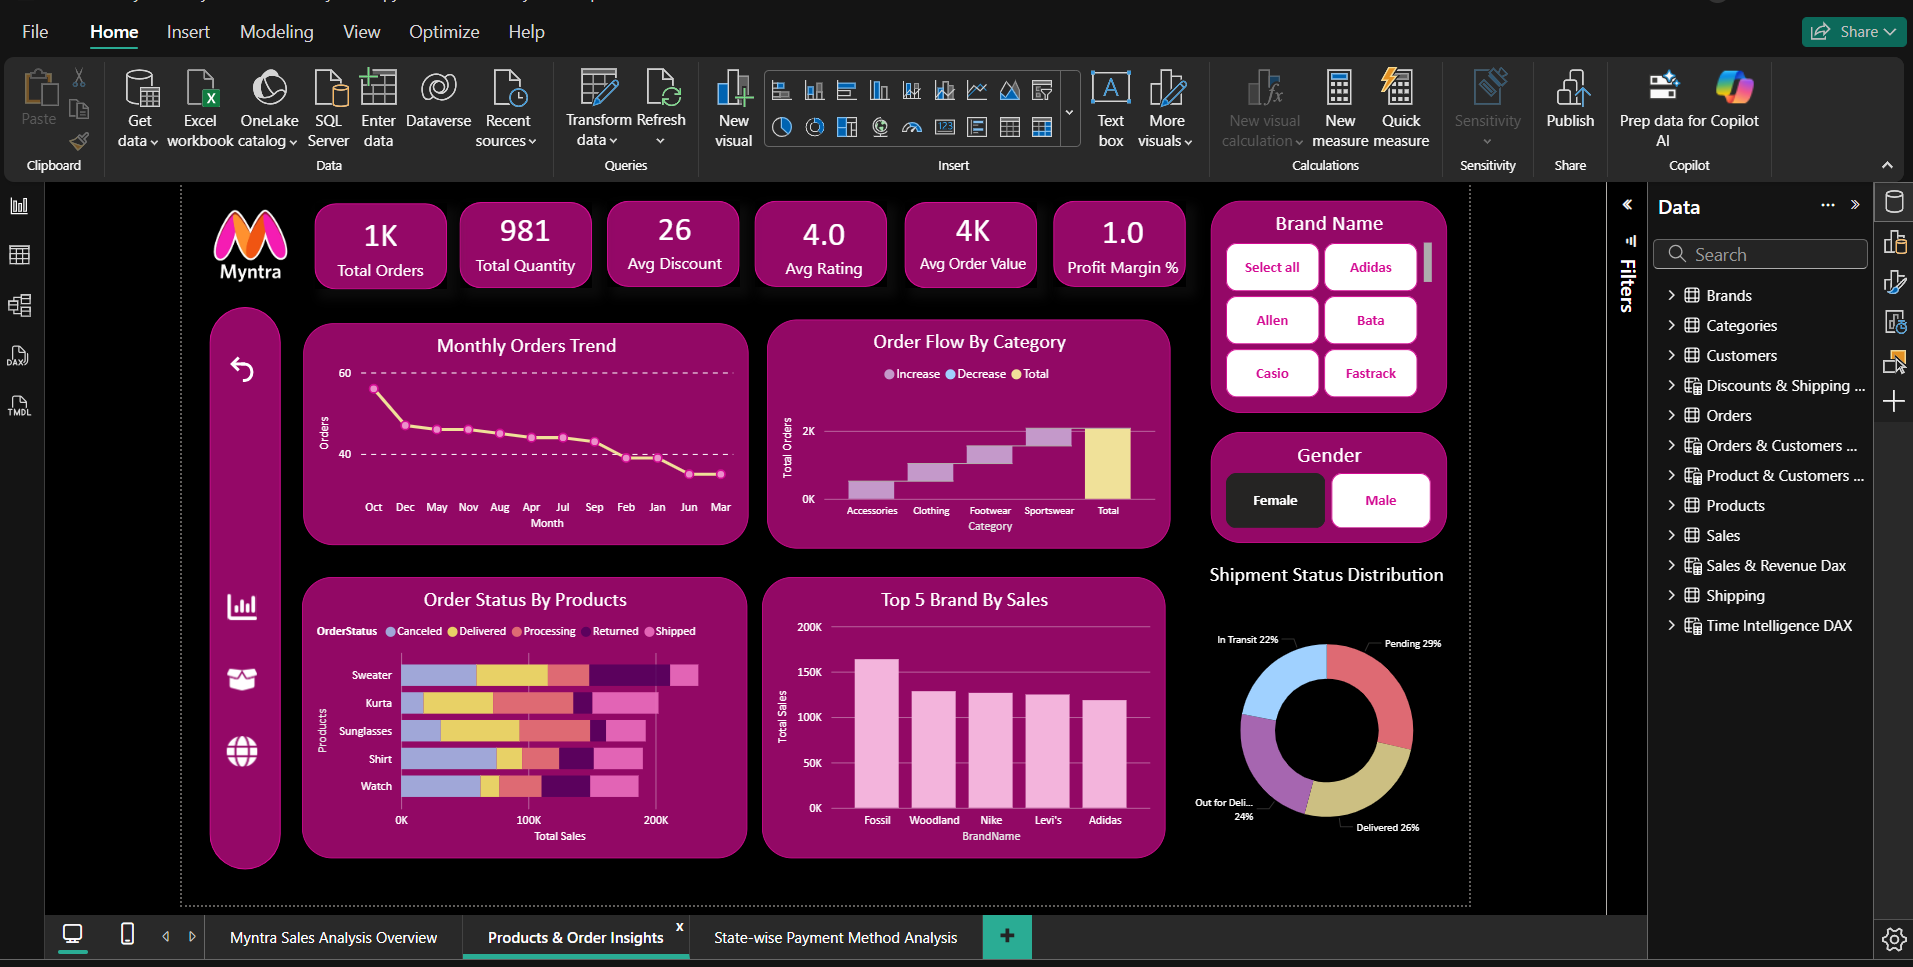 File Home Insert Modeling View Optimize Help Share
Paste
Get data
Excel workbook
OneLake catalog
SQL Server
Enter data
Dataverse
Recent sources
Transform data
Refresh
New visual
Text box
More visuals
New visual calculation
New measure
Quick measure
Sensitivity
Publish
Prep data for AI
Copilot
Clipboard Data Queries Insert Calculations Sensitivity Share Copilot
DAX
TMDL
Myntra
1K
Total Orders
981
Total Quantity
26
Avg Discount
4.0
Avg Rating
4K
Avg Order Value
1.0
Profit Margin %
Brand Name
Select all Adidas
Allen Bata
Casio Fastrack
Monthly Orders Trend
60
40
Orders
Oct Dec May Nov Aug Apr Jul Sep Feb Jan Jun Mar
Month
Order Flow By Category
Increase Decrease Total
Total Orders
2K
0K
Accessories Clothing Footwear Sportswear Total
Category
Gender
Female Male
Order Status By Products
OrderStatus Canceled Delivered Processing Returned Shipped
Products
Sweater
Kurta
Sunglasses
Shirt
Watch
0K 100K 200K
Total Sales
Top 5 Brand By Sales
Total Sales
200K
150K
100K
50K
0K
Fossil Woodland Nike Levi's Adidas
BrandName
Shipment Status Distribution
In Transit 22%
Pending 29%
Out for Deli...
24%
Delivered 26%
Filters
Data
Search
Brands
Categories
Customers
Discounts & Shipping ...
Orders
Orders & Customers ...
Product & Customers ...
Products
Sales
Sales & Revenue Dax
Shipping
Time Intelligence DAX
Myntra Sales Analysis Overview Products & Order Insights x State-wise Payment Method Analysis +